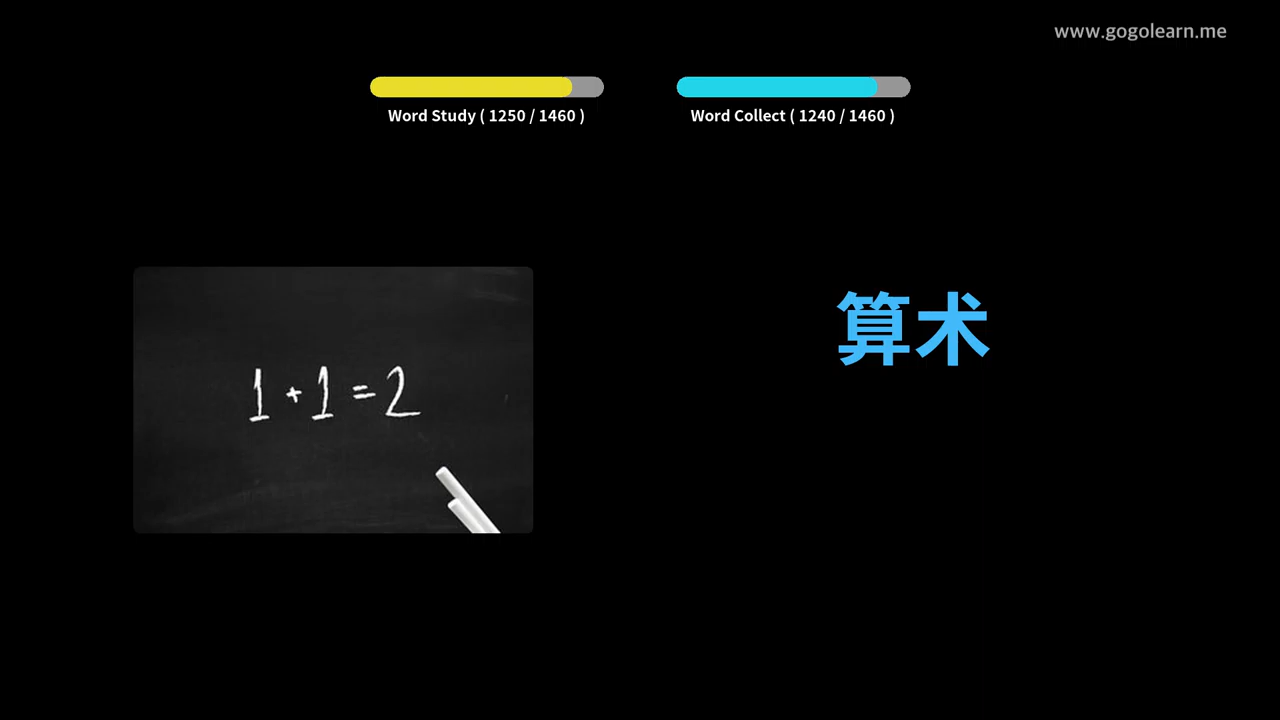 www.gogolearn.me
Word Study ( 1250 / 1460 )
Word Collect ( 1240 / 1460 )
算术
1 + 1 = 2